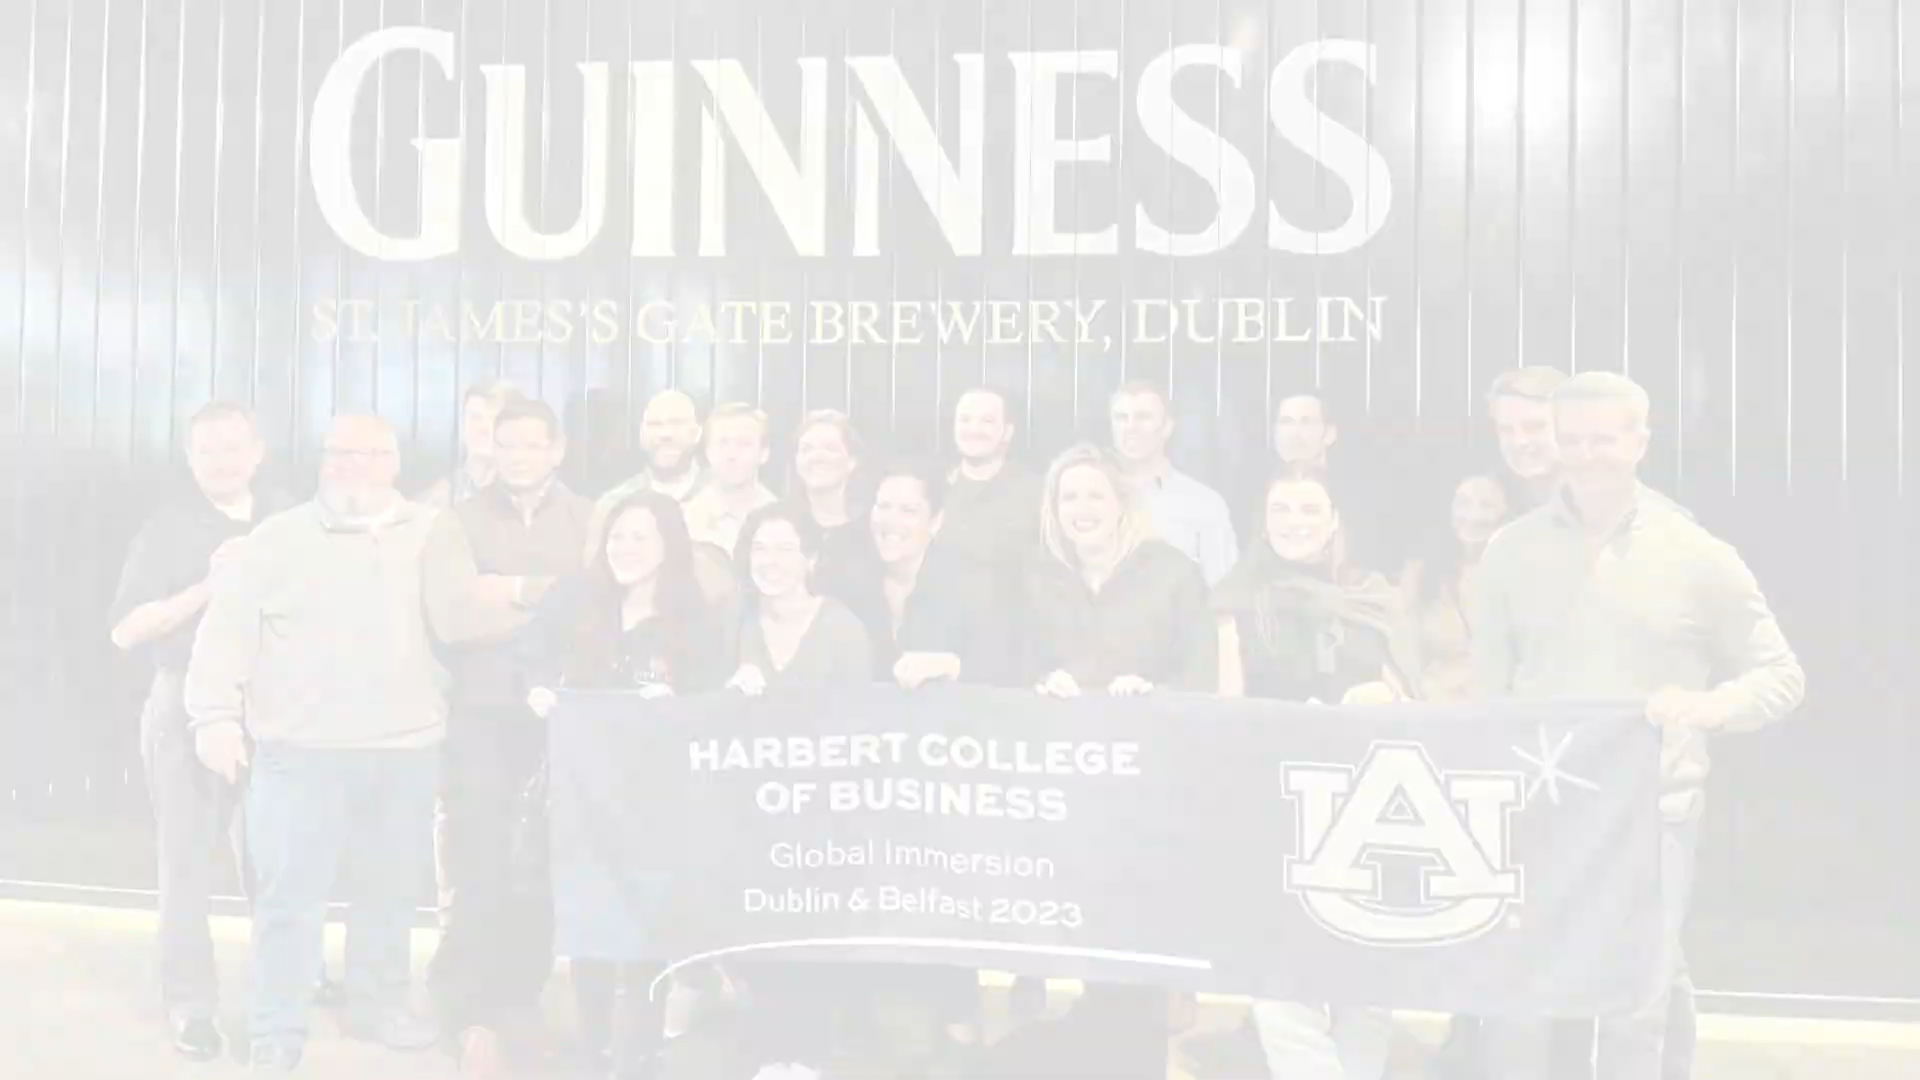 GUINNESS
ST. JAMES'S GATE BREWERY, DUBLIN
HARBERT COLLEGE
OF BUSINESS
Global Immersion
Dublin & Belfast 2023
AU